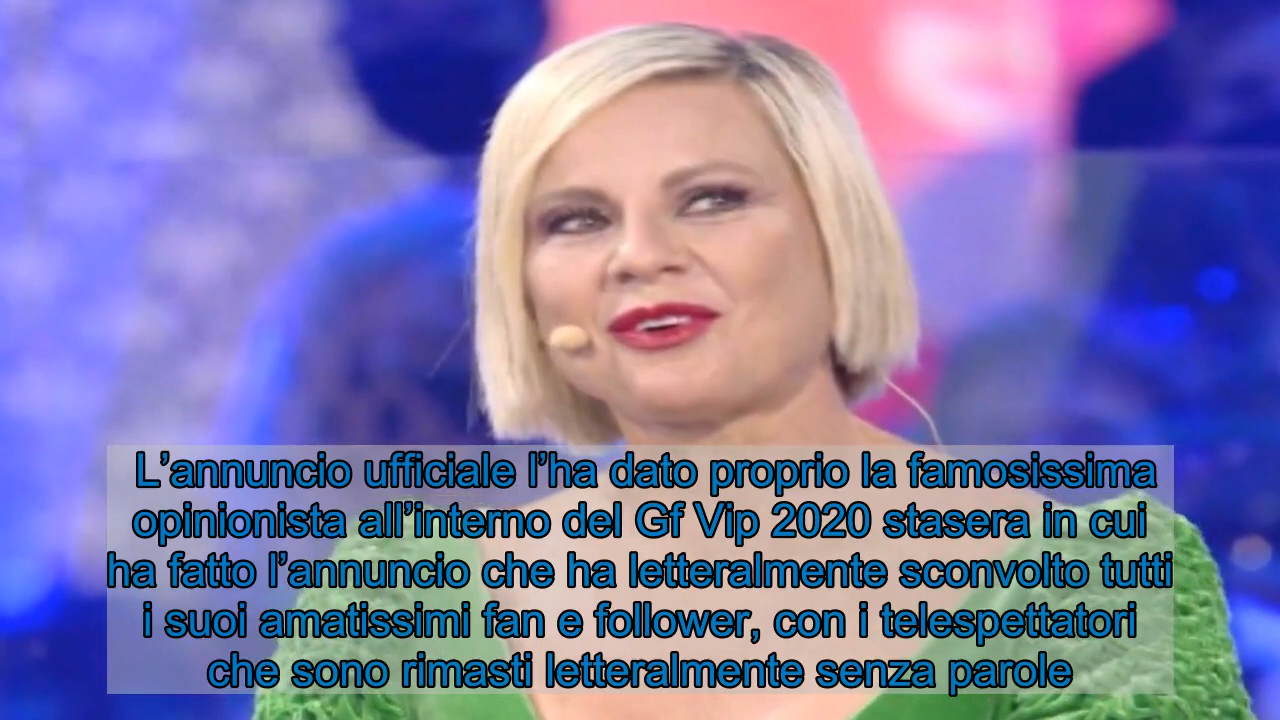 L’annuncio ufficiale l’ha dato proprio la famosissima
opinionista all’interno del Gf Vip 2020 stasera in cui
ha fatto l’annuncio che ha letteralmente sconvolto tutti
i suoi amatissimi fan e follower, con i telespettatori
che sono rimasti letteralmente senza parole